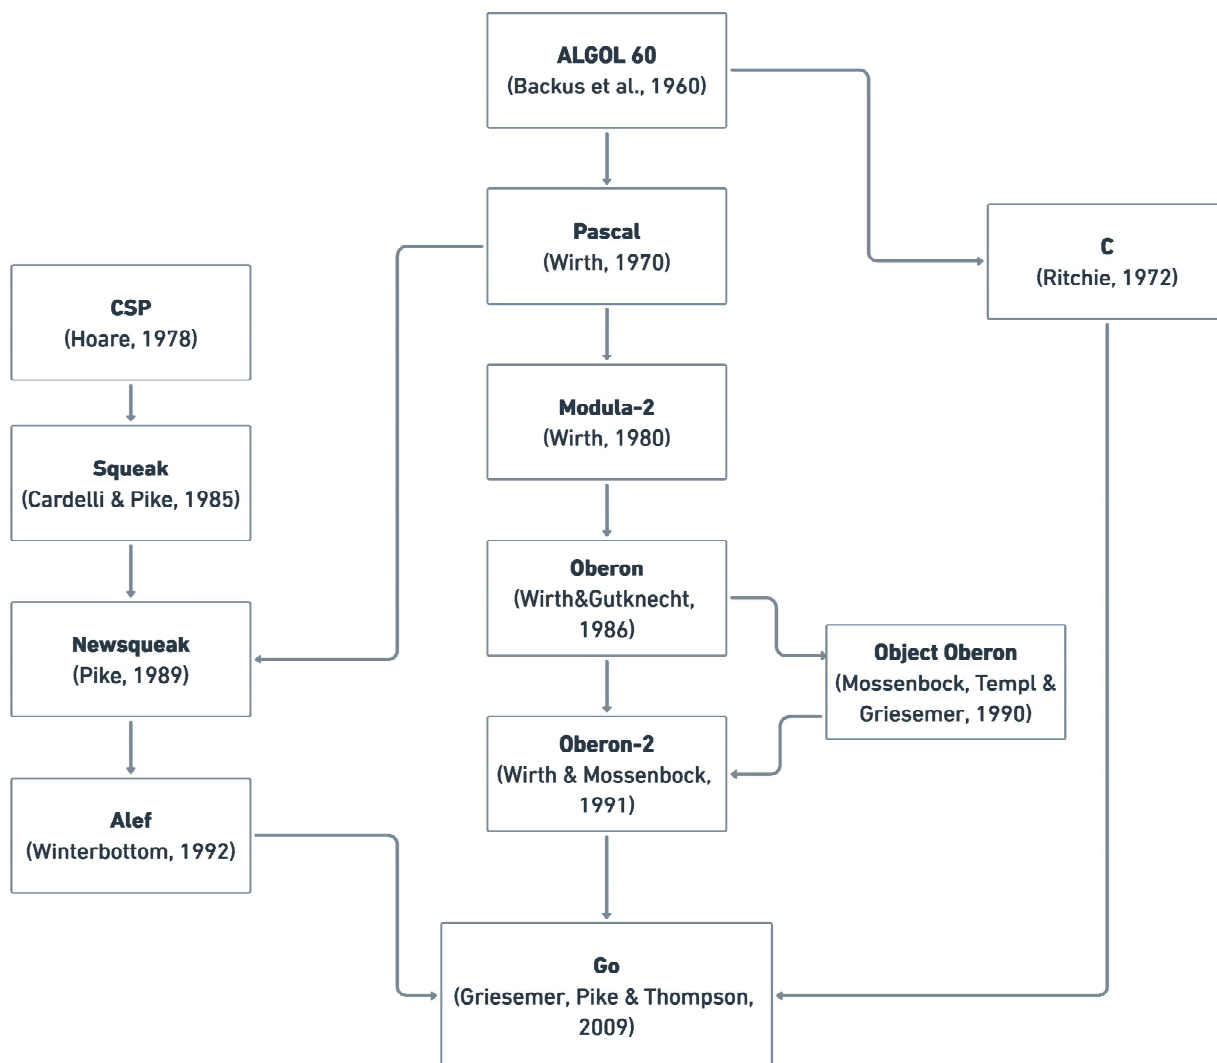 ALGOL 60
(Backus et al., 1960)
Pascal
(Wirth, 1970)
C
(Ritchie, 1972)
CSP
(Hoare, 1978)
Modula-2
(Wirth, 1980)
Squeak
(Cardelli & Pike, 1985)
Oberon
(Wirth&Gutknecht,
1986)
Newsqueak
(Pike, 1989)
Object Oberon
(Mossenbock, Templ &
Griesemer, 1990)
Oberon-2
(Wirth & Mossenbock,
1991)
Alef
(Winterbottom, 1992)
Go
(Griesemer, Pike & Thompson,
2009)